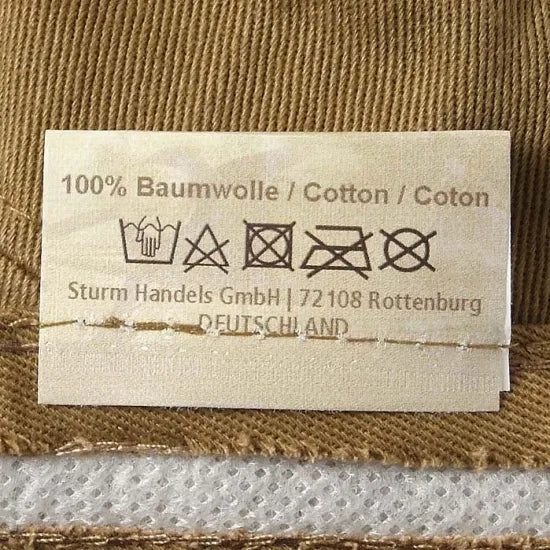 100% Baumwolle / Cotton / Coton
Sturm Handels GmbH | 72108 Rottenburg
DEUTSCHLAND